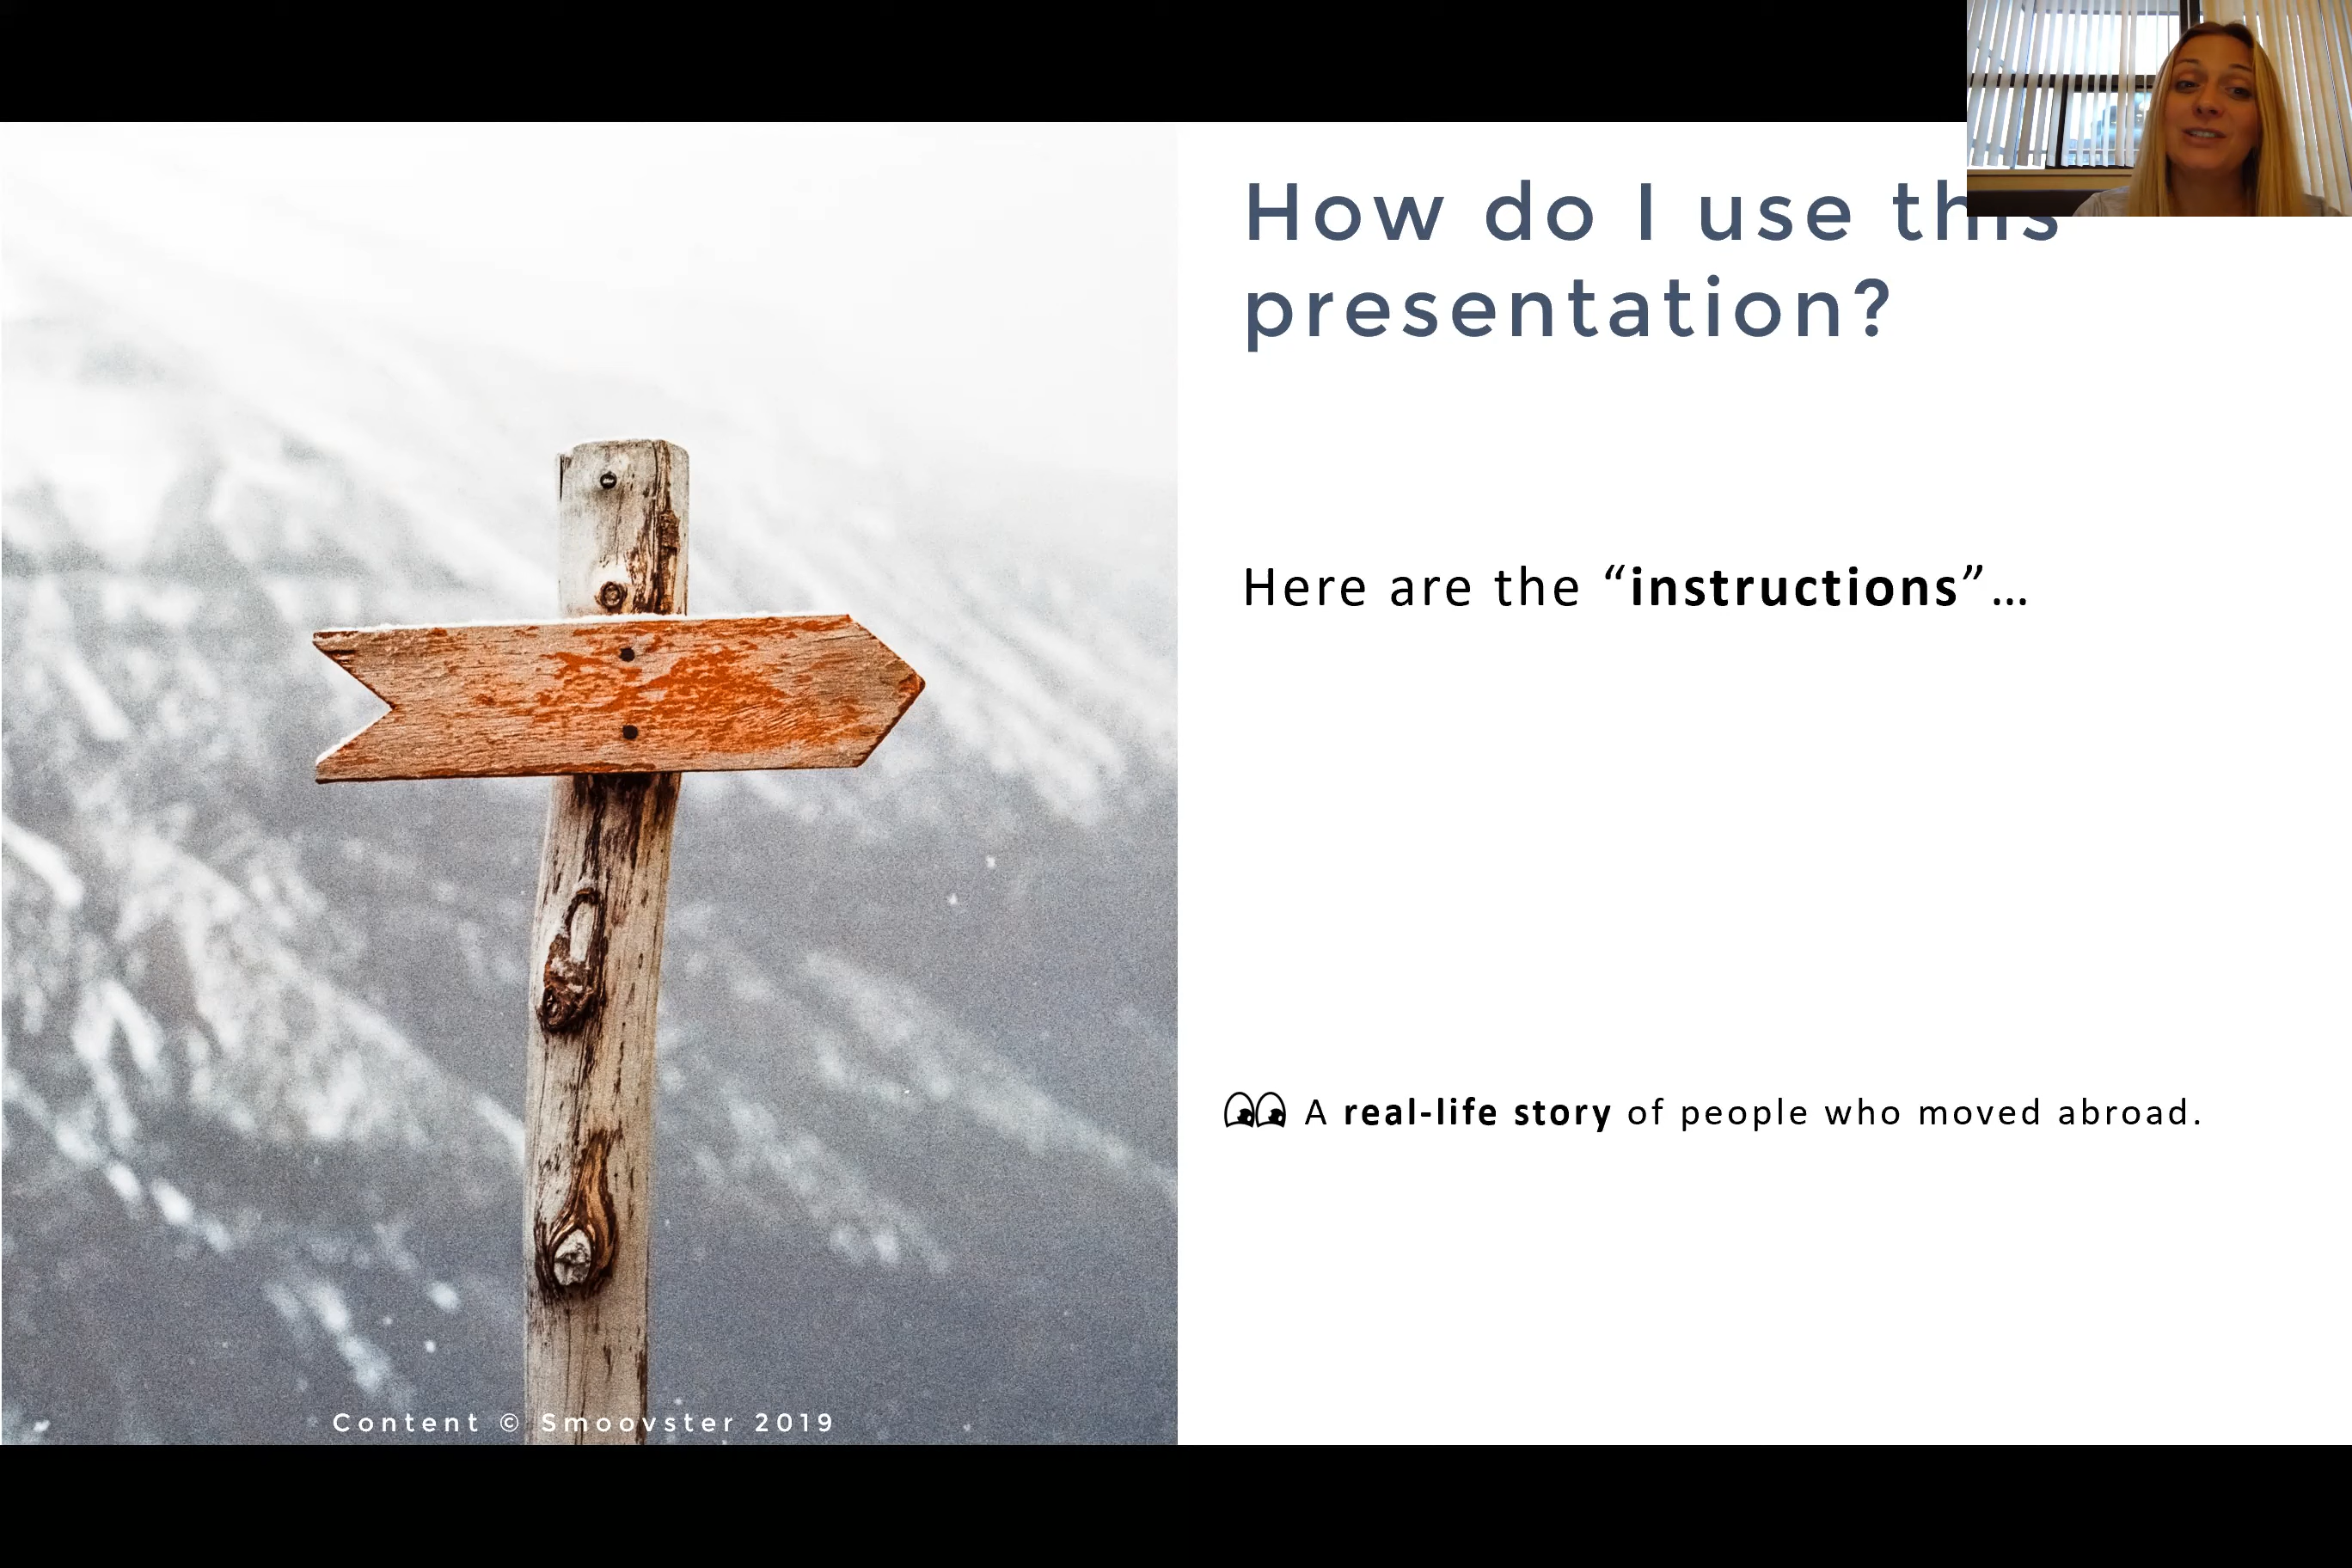 How do I use this
presentation?
Here are the “instructions”…
A real-life story of people who moved abroad.
Content © Smoovster 2019